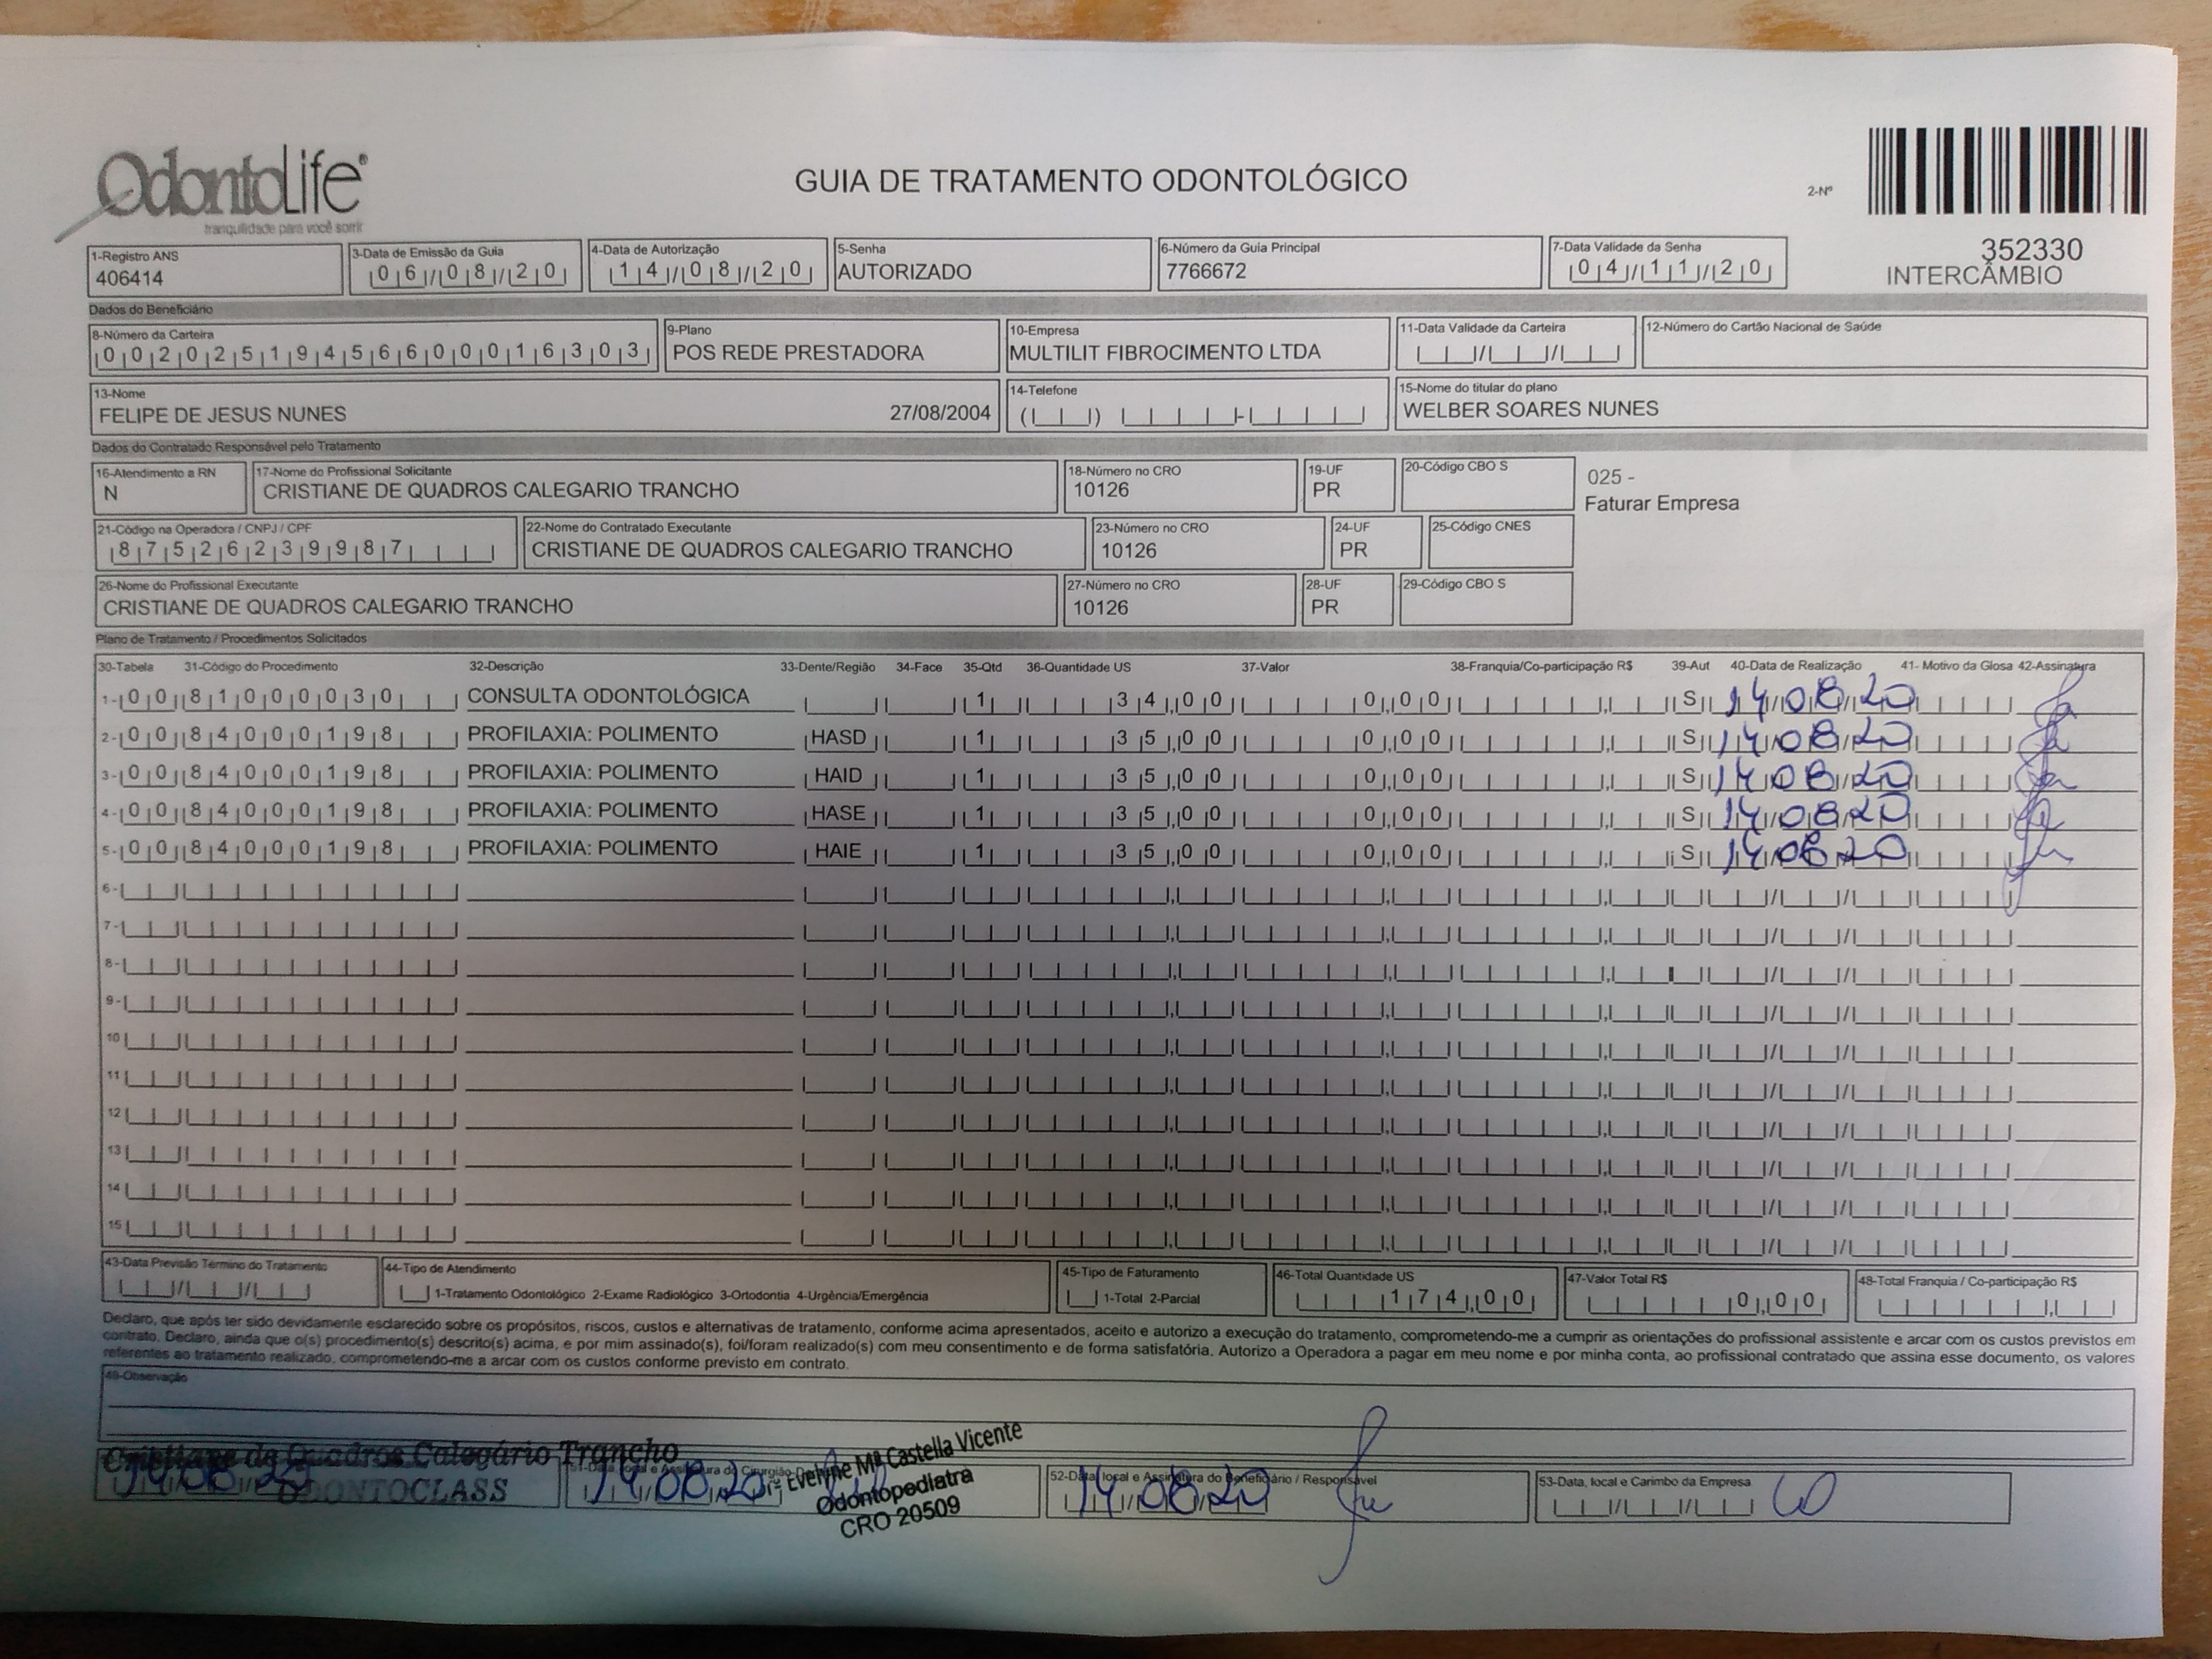 OdontoLife®
tranquilidade para você sorrir
GUIA DE TRATAMENTO ODONTOLÓGICO
2-Nº
352330
INTERCÂMBIO
1-Registro ANS 3-Data de Emissão da Guia 4-Data de Autorização 5-Senha 6-Número da Guia Principal 7-Data Validade da Senha
406414 06/08/20 14/08/20 AUTORIZADO 7766672 04/11/20
Dados do Beneficiário
8-Número da Carteira 9-Plano 10-Empresa 11-Data Validade da Carteira 12-Número do Cartão Nacional de Saúde
00202519456600016303 POS REDE PRESTADORA MULTILIT FIBROCIMENTO LTDA
13-Nome 14-Telefone 15-Nome do titular do plano
FELIPE DE JESUS NUNES 27/08/2004 WELBER SOARES NUNES
Dados do Contratado Responsável pelo Tratamento
16-Atendimento a RN 17-Nome do Profissional Solicitante 18-Número no CRO 19-UF 20-Código CBO S
N CRISTIANE DE QUADROS CALEGARIO TRANCHO 10126 PR
025 -
Faturar Empresa
21-Código na Operadora / CNPJ / CPF 22-Nome do Contratado Executante 23-Número no CRO 24-UF 25-Código CNES
87526239987 CRISTIANE DE QUADROS CALEGARIO TRANCHO 10126 PR
26-Nome do Profissional Executante 27-Número no CRO 28-UF 29-Código CBO S
CRISTIANE DE QUADROS CALEGARIO TRANCHO 10126 PR
Plano de Tratamento / Procedimentos Solicitados
30-Tabela 31-Código do Procedimento 32-Descrição 33-Dente/Região 34-Face 35-Qtd 36-Quantidade US 37-Valor 38-Franquia/Co-participação R$ 39-Aut 40-Data de Realização 41- Motivo da Glosa 42-Assinatura
1- 00 81000030 CONSULTA ODONTOLÓGICA 1 34,00 0,00 S 14/08/20
2- 00 84000198 PROFILAXIA: POLIMENTO HASD 1 35,00 0,00 S 14/08/20
3- 00 84000198 PROFILAXIA: POLIMENTO HAID 1 35,00 0,00 S 14/08/20
4- 00 84000198 PROFILAXIA: POLIMENTO HASE 1 35,00 0,00 S 14/08/20
5- 00 84000198 PROFILAXIA: POLIMENTO HAIE 1 35,00 0,00 S 14/08/20
6-
7-
8-
9-
10
11
12
13
14
15
43-Data Previsão Término do Tratamento 44-Tipo de Atendimento 45-Tipo de Faturamento 46-Total Quantidade US 47-Valor Total R$ 48-Total Franquia / Co-participação R$
1-Tratamento Odontológico 2-Exame Radiológico 3-Ortodontia 4-Urgência/Emergência 1-Total 2-Parcial 174,00 0,00
Declaro, que após ter sido devidamente esclarecido sobre os propósitos, riscos, custos e alternativas de tratamento, conforme acima apresentados, aceito e autorizo a execução do tratamento, comprometendo-me a cumprir as orientações do profissional assistente e arcar com os custos previstos em
contrato. Declaro, ainda que o(s) procedimento(s) descrito(s) acima, e por mim assinado(s), foi/foram realizado(s) com meu consentimento e de forma satisfatória. Autorizo a Operadora a pagar em meu nome e por minha conta, ao profissional contratado que assina esse documento, os valores
referentes ao tratamento realizado, comprometendo-me a arcar com os custos conforme previsto em contrato.
49-Observação
Cristiane de Quadros Calegário Trancho
ODONTOCLASS
14/08/20
14/08/20
Evelyne Mª Castella Vicente
Odontopediatra
CRO 20509
52-Data, local e Assinatura do Beneficiário / Responsável
14/08/20
53-Data, local e Carimbo da Empresa